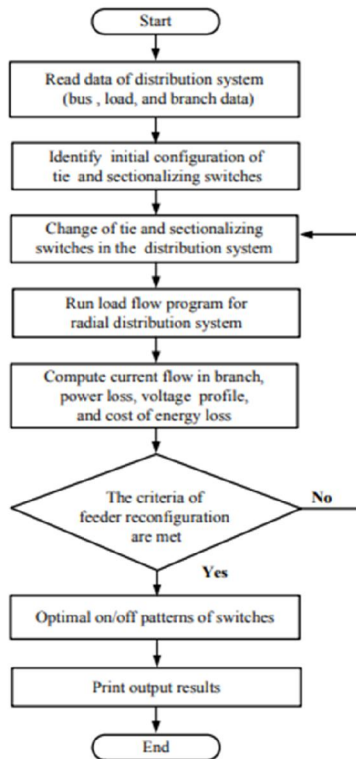 Start
Read data of distribution system
(bus , load, and branch data)
Identify initial configuration of
tie and sectionalizing switches
Change of tie and sectionalizing
switches in the distribution system
Run load flow program for
radial distribution system
Compute current flow in branch,
power loss, voltage profile,
and cost of energy loss
The criteria of
feeder reconfiguration
are met
No
Yes
Optimal on/off patterns of switches
Print output results
End